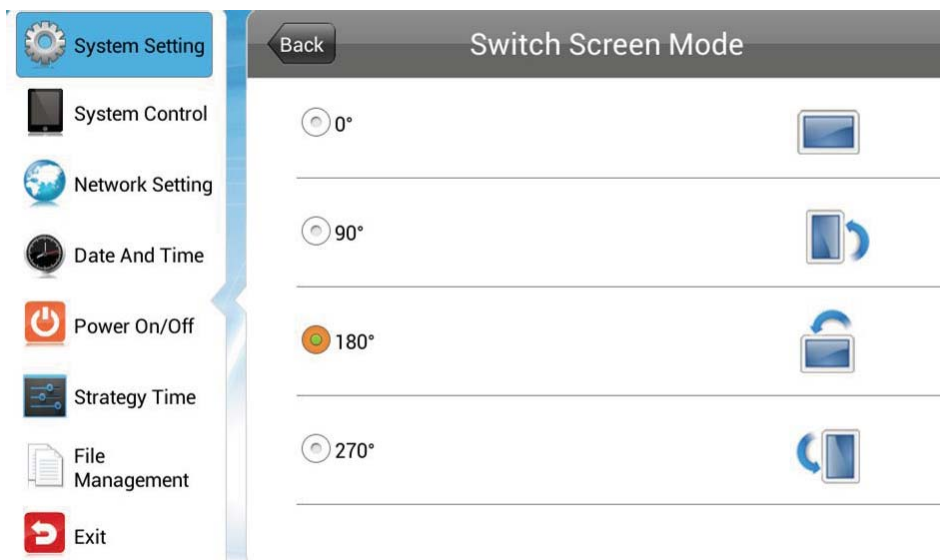 System Setting
System Control
Network Setting
Date And Time
Power On/Off
Strategy Time
File
Management
Exit
Back
Switch Screen Mode
0°
90°
180°
270°